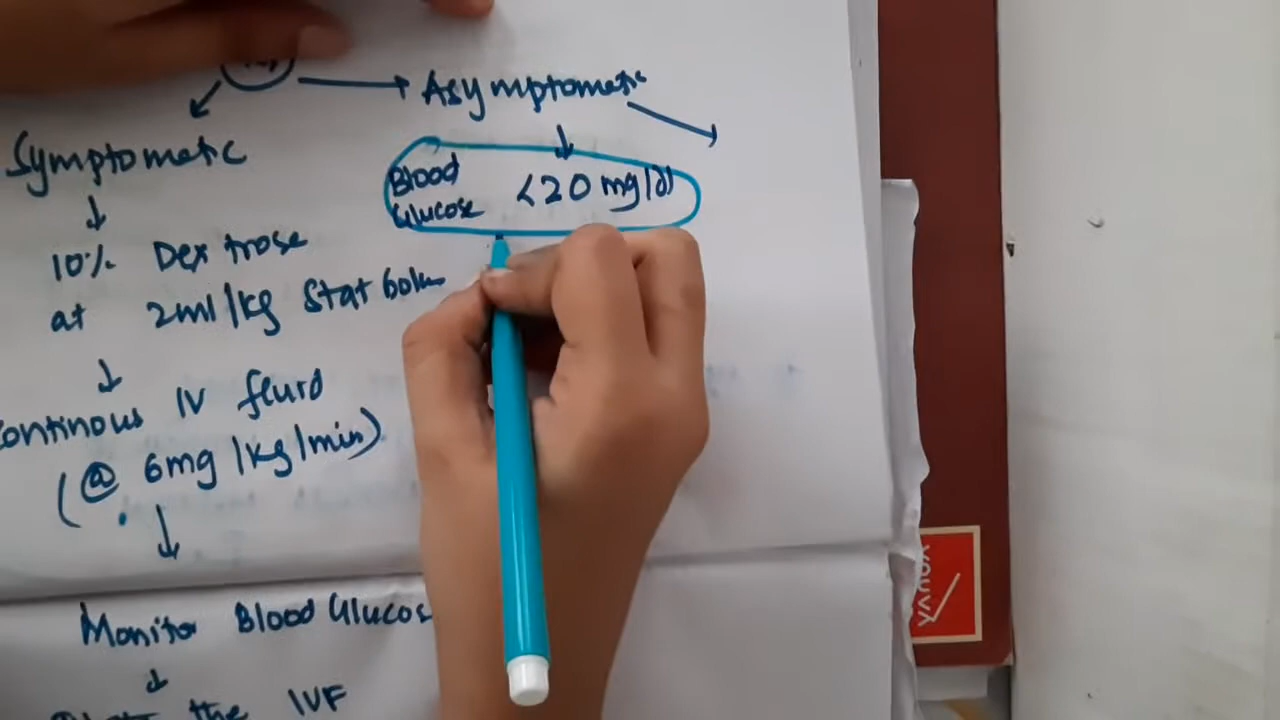 Asymptomatic
Symptomatic
Blood
Glucose <20 mg/dl
10% Dextrose
at 2ml/kg Stat bolu
Continous IV fluid
(@ 6mg/kg/min)
Monitor Blood Glucos
the IVF